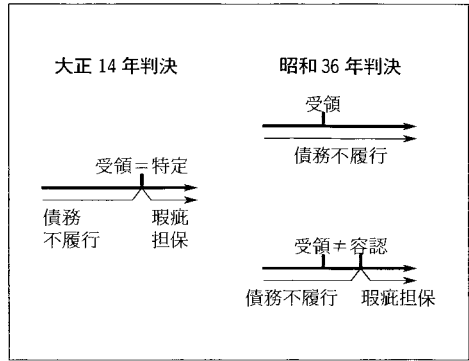 大正 14 年判決
受領＝特定
債務
不履行
瑕疵
担保
昭和 36 年判決
受領
債務不履行
受領≠容認
債務不履行
瑕疵担保